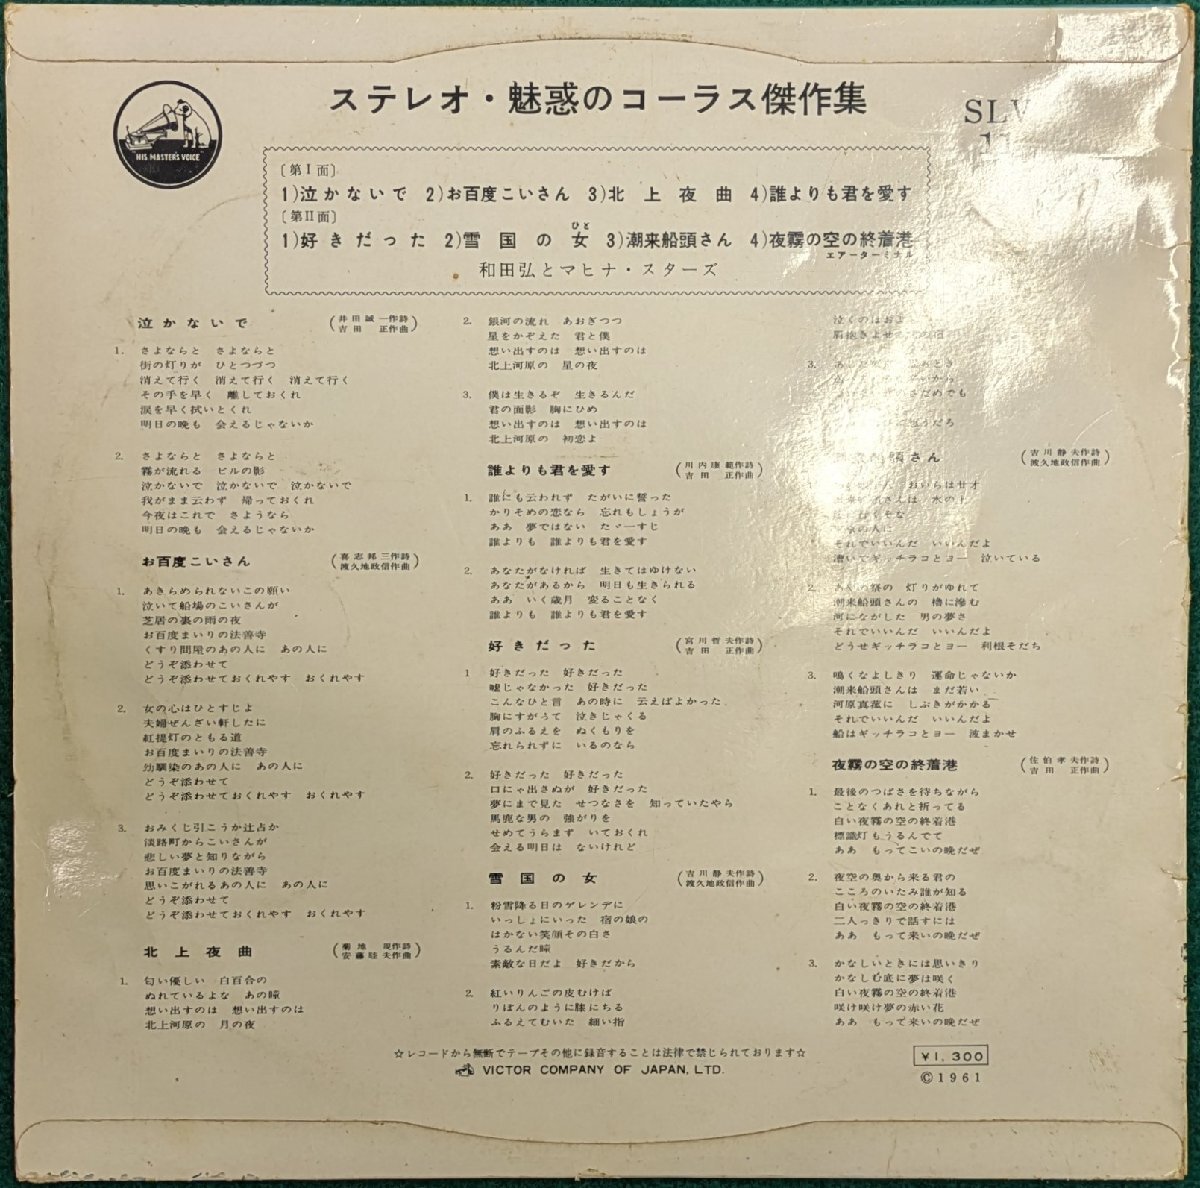 ステレオ・魅惑のコーラス傑作集
SLV
HIS MASTER'S VOICE
〔第Ⅰ面〕
1)泣かないで 2)お百度こいさん 3)北上夜曲 4)誰よりも君を愛す
〔第Ⅱ面〕
1)好きだった 2)雪国の女 3)潮来船頭さん 4)夜霧の空の終着港
ひと
エアーターミナル
和田弘とマヒナ・スターズ
泣かないで (井田誠一作詩 吉田正作曲)
1. さよならと さよならと
街の灯りが ひとつづつ
消えて行く 消えて行く 消えて行く
その手を早く 離しておくれ
涙を早く拭いとくれ
明日の晩も 会えるじゃないか
2. さよならと さよならと
霧が流れる ビルの影
泣かないで 泣かないで 泣かないで
我がまま云わず 帰っておくれ
今夜はこれで さようなら
明日の晩も 会えるじゃないか
お百度こいさん (喜志邦三作詩 渡久地政信作曲)
1. あきらめられないこの願い
泣いて船場のこいさんが
芝居の裏の雨の夜
お百度まいりの法善寺
くすり問屋のあの人に あの人に
どうぞ添わせて
どうぞ添わせておくれやす おくれやす
2. 女の心はひとすじよ
夫婦ぜんざい軒したに
紅提灯のともる道
お百度まいりの法善寺
幼馴染のあの人に あの人に
どうぞ添わせて
どうぞ添わせておくれやす おくれやす
3. おみくじ引こうか辻占か
淡路町からこいさんが
悲しい夢と知りながら
お百度まいりの法善寺
思いこがれるあの人に あの人に
どうぞ添わせて
どうぞ添わせておくれやす おくれやす
北上夜曲 (菊地規作詩 安藤睦夫作曲)
1. 匂い優しい 白百合の
ぬれているよな あの瞳
想い出すのは 想い出すのは
北上河原の 月の夜
2. 銀河の流れ あおぎつつ
星をかぞえた 君と僕
想い出すのは 想い出すのは
北上河原の 星の夜
3. 僕は生きるぞ 生きるんだ
君の面影 胸にひめ
想い出すのは 想い出すのは
北上河原の 初恋よ
誰よりも君を愛す (川内康範作詩 吉田正作曲)
1. 誰にも云われず たがいに誓った
かりそめの恋なら 忘れもしょうが
ああ 夢ではない たゞ一すじ
誰よりも 誰よりも君を愛す
2. あなたがなければ 生きてはゆけない
あなたがあるから 明日も生きられる
ああ いく歳月 変ることなく
誰よりも 誰よりも君を愛す
好きだった (宮川哲夫作詩 吉田正作曲)
1 好きだった 好きだった
嘘じゃなかった 好きだった
こんなひと言 あの時に 云えばよかった
胸にすがって 泣きじゃくる
肩のふるえを ぬくもりを
忘れられずに いるのなら
2. 好きだった 好きだった
口にゃ出さぬが 好きだった
夢にまで見た せつなさを 知っていたやら
馬鹿な男の 強がりを
せめてうらまず いておくれ
会える明日は ないけれど
雪国の女 (吉川静夫作詩 渡久地政信作曲)
1. 粉雪降る日のゲレンデに
いっしょにいった 宿の娘の
はかない笑顔その白さ
うるんだ瞳
素敵な日だよ 好きだから
2. 紅いりんごの皮むけば
りぼんのように膝にちる
ふるえてむいた 細い指
泣くのはおよ
3.
頭さん (吉川静夫作詩 渡久地政信作曲)
それでいいんだ いいんだよ
漕いでギッチラコとヨー 泣いている
祭の 灯りがゆれて
潮来船頭さんの 櫓に滲む
河にながした 男の夢さ
それでいいんだ いいんだよ
どうせギッチラコとヨー 利根そだち
3. 鳴くなよしきり 運命じゃないか
潮来船頭さんは まだ若い
河原真菰に しぶきがかかる
それでいいんだ いいんだよ
船はギッチラコとヨー 波まかせ
夜霧の空の終着港 (佐伯孝夫作詩 吉田正作曲)
1. 最後のつばさを待ちながら
ことなくあれと祈ってる
白い夜霧の空の終着港
標識灯もうるんでて
ああ もってこいの晩だぜ
2. 夜空の奥から来る君の
こころのいたみ誰が知る
白い夜霧の空の終着港
二人っきりで話すには
ああ もって来いの晩だぜ
3. かなしいときには思いきり
かなしむ底に夢は咲く
白い夜霧の空の終着港
咲け咲け夢の赤い花
ああ もって来いの晩だぜ
☆レコードから無断でテープその他に録音することは法律で禁じられております☆
VICTOR COMPANY OF JAPAN, LTD.
¥1,300
©1961